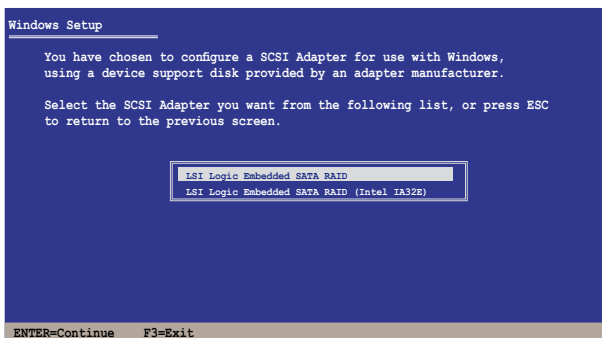 Windows Setup
You have chosen to configure a SCSI Adapter for use with Windows,
using a device support disk provided by an adapter manufacturer.
Select the SCSI Adapter you want from the following list, or press ESC
to return to the previous screen.
LSI Logic Embedded SATA RAID
LSI Logic Embedded SATA RAID (Intel IA32E)
ENTER=Continue F3=Exit